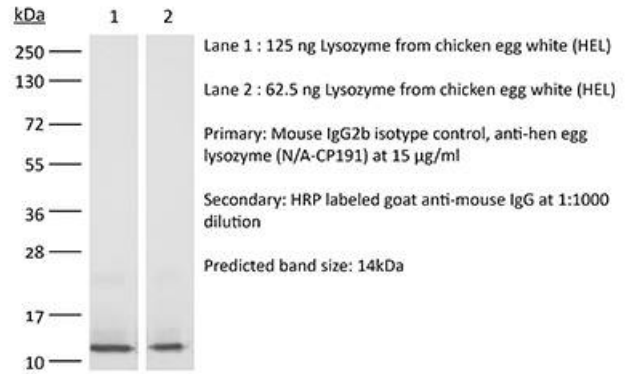 kDa 1 2
250
130
72
55
36
28
17
10
Lane 1 : 125 ng Lysozyme from chicken egg white (HEL)
Lane 2 : 62.5 ng Lysozyme from chicken egg white (HEL)
Primary: Mouse IgG2b isotype control, anti-hen egg
lysozyme (N/A-CP191) at 15 µg/ml
Secondary: HRP labeled goat anti-mouse IgG at 1:1000
dilution
Predicted band size: 14kDa